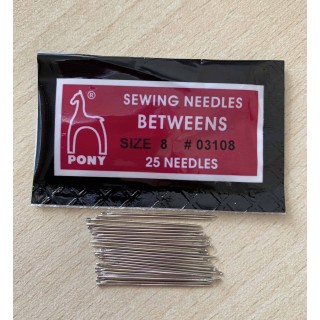 ®
SEWING NEEDLES
BETWEENS
SIZE 8 # 03108
PONY
25 NEEDLES